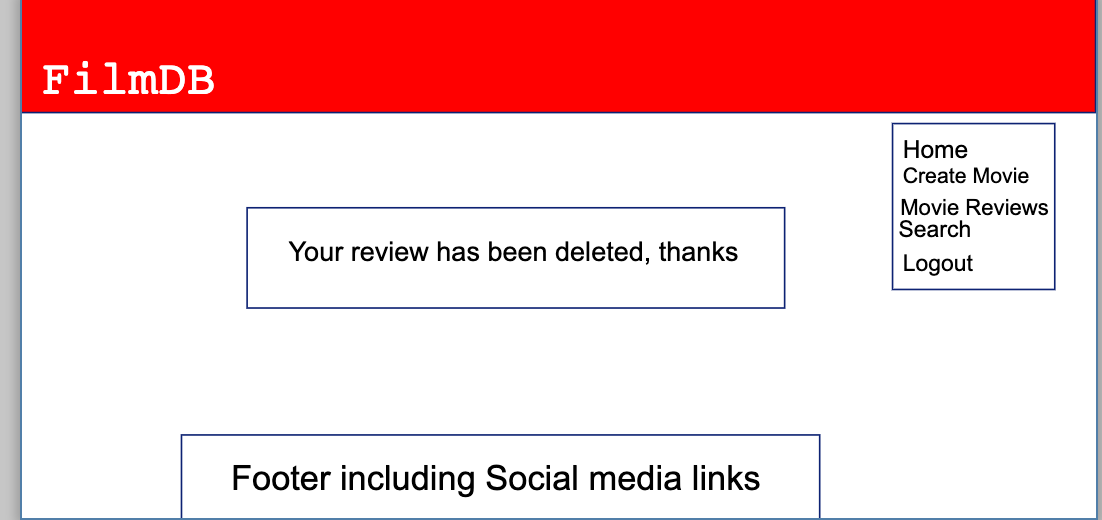 FilmDB
Home
Create Movie
Movie Reviews
Search
Logout
Your review has been deleted, thanks
Footer including Social media links